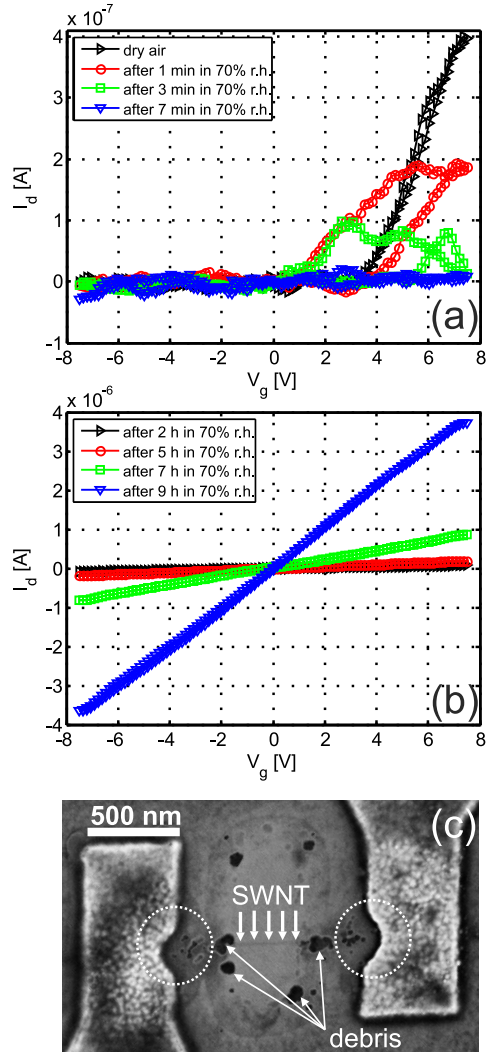 x 10⁻⁷
4
3
2
1
0
-1
I_d [A]
dry air
after 1 min in 70% r.h.
after 3 min in 70% r.h.
after 7 min in 70% r.h.
(a)
-8 -6 -4 -2 0 2 4 6 8
V_g [V]
x 10⁻⁶
4
3
2
1
0
-1
-2
-3
-4
I_d [A]
after 2 h in 70% r.h.
after 5 h in 70% r.h.
after 7 h in 70% r.h.
after 9 h in 70% r.h.
(b)
-8 -6 -4 -2 0 2 4 6 8
V_g [V]
500 nm
(c)
SWNT
debris